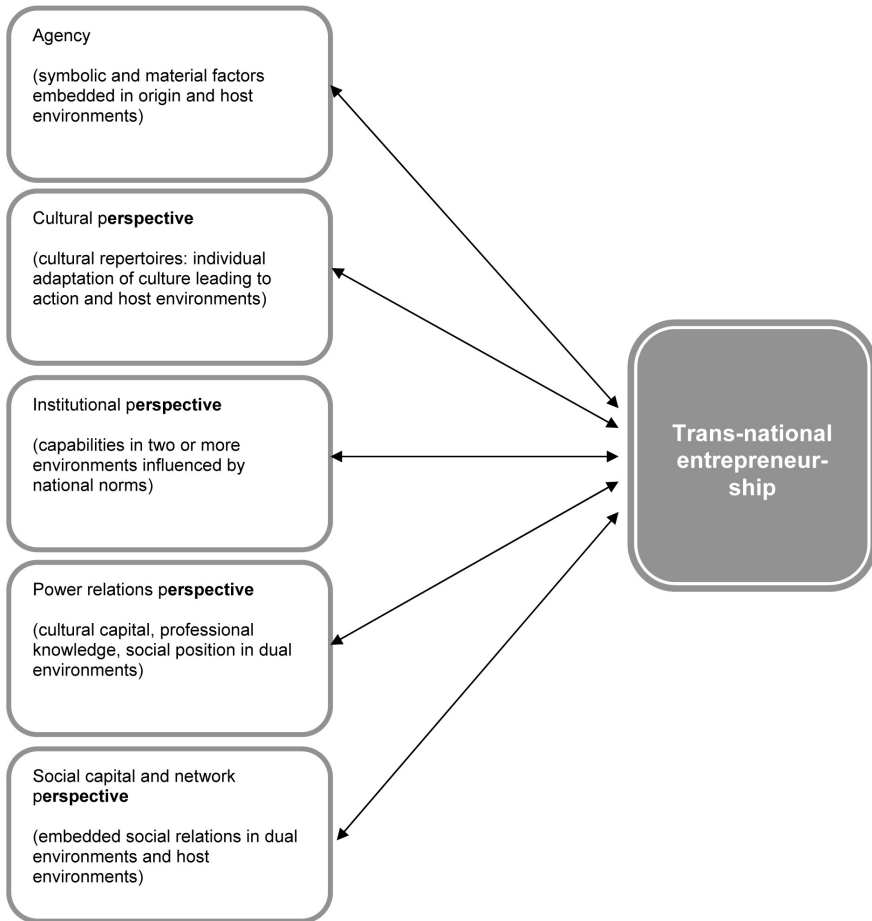 Agency
(symbolic and material factors
embedded in origin and host
environments)
Cultural perspective
(cultural repertoires: individual
adaptation of culture leading to
action and host environments)
Institutional perspective
(capabilities in two or more
environments influenced by
national norms)
Power relations perspective
(cultural capital, professional
knowledge, social position in dual
environments)
Social capital and network
perspective
(embedded social relations in dual
environments and host
environments)
Trans-national
entrepreneur-
ship